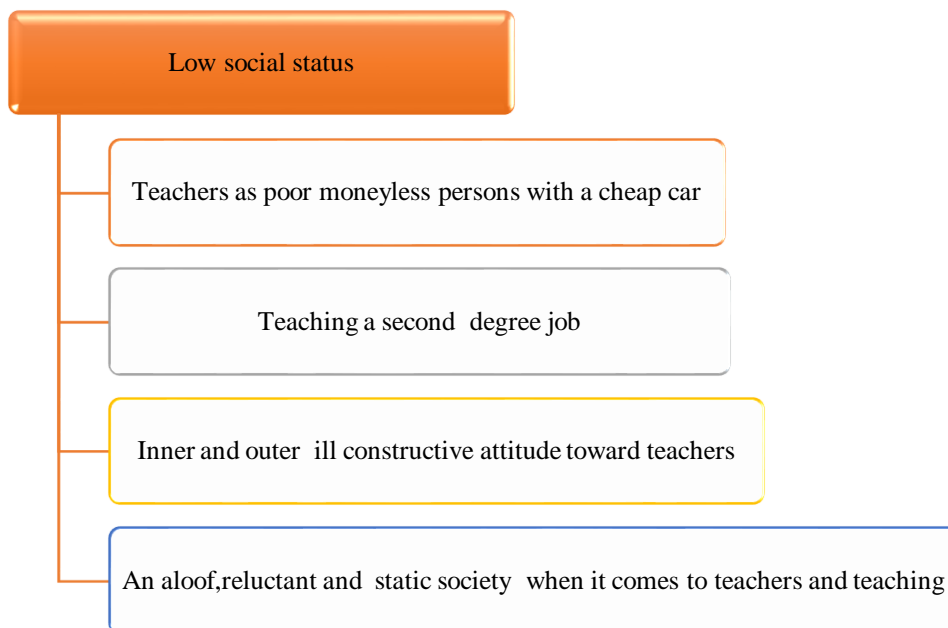 Low social status
Teachers as poor moneyless persons with a cheap car
Teaching a second degree job
Inner and outer ill constructive attitude toward teachers
An aloof,reluctant and static society when it comes to teachers and teaching